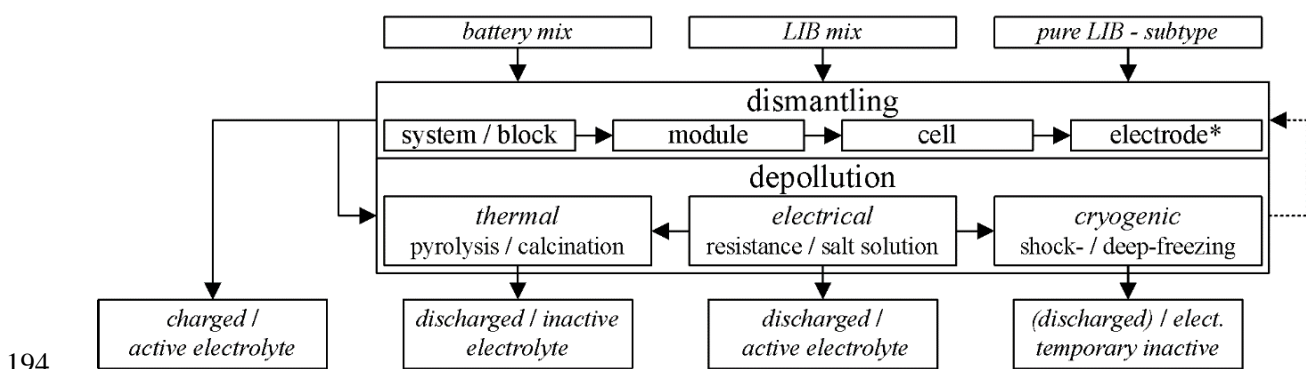 battery mix
LIB mix
pure LIB - subtype
dismantling
system / block
module
cell
electrode*
depollution
thermal
pyrolysis / calcination
electrical
resistance / salt solution
cryogenic
shock- / deep-freezing
charged /
active electrolyte
discharged / inactive
electrolyte
discharged /
active electrolyte
(discharged) / elect.
temporary inactive
194